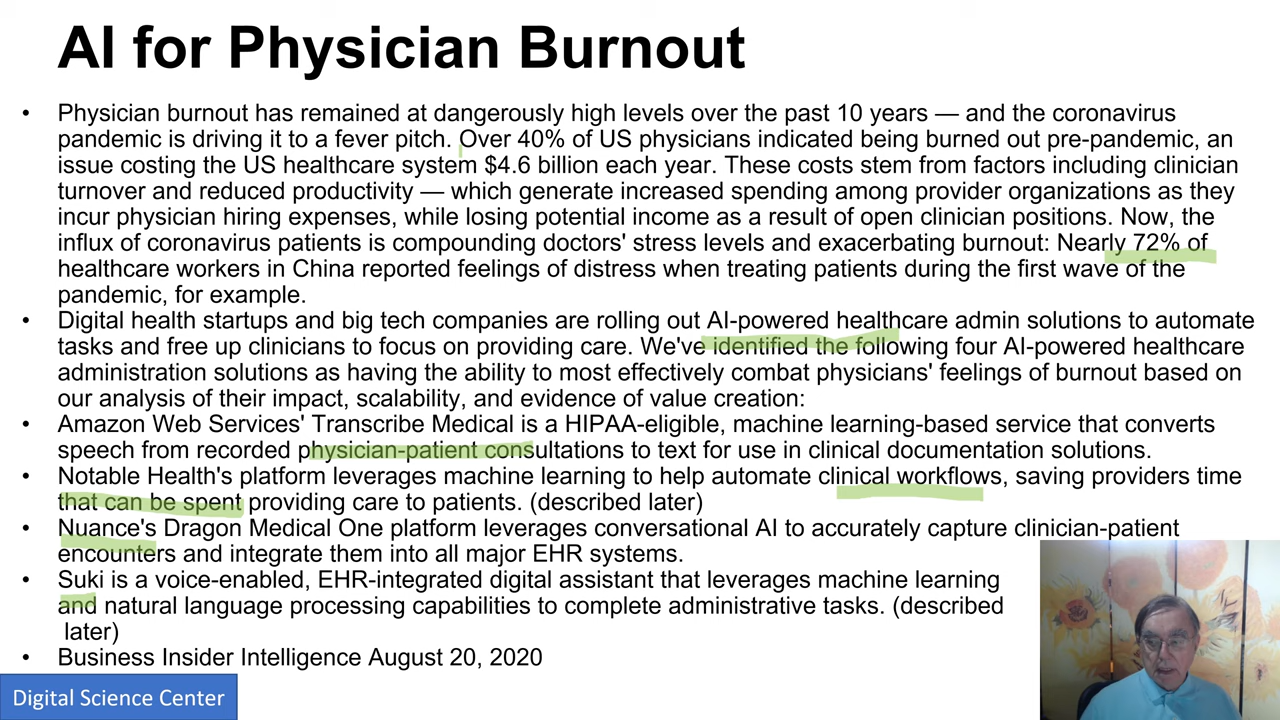 AI for Physician Burnout
• Physician burnout has remained at dangerously high levels over the past 10 years — and the coronavirus
pandemic is driving it to a fever pitch. Over 40% of US physicians indicated being burned out pre-pandemic, an
issue costing the US healthcare system $4.6 billion each year. These costs stem from factors including clinician
turnover and reduced productivity — which generate increased spending among provider organizations as they
incur physician hiring expenses, while losing potential income as a result of open clinician positions. Now, the
influx of coronavirus patients is compounding doctors' stress levels and exacerbating burnout: Nearly 72% of
healthcare workers in China reported feelings of distress when treating patients during the first wave of the
pandemic, for example.
• Digital health startups and big tech companies are rolling out AI-powered healthcare admin solutions to automate
tasks and free up clinicians to focus on providing care. We've identified the following four AI-powered healthcare
administration solutions as having the ability to most effectively combat physicians' feelings of burnout based on
our analysis of their impact, scalability, and evidence of value creation:
• Amazon Web Services' Transcribe Medical is a HIPAA-eligible, machine learning-based service that converts
speech from recorded physician-patient consultations to text for use in clinical documentation solutions.
• Notable Health's platform leverages machine learning to help automate clinical workflows, saving providers time
that can be spent providing care to patients. (described later)
• Nuance's Dragon Medical One platform leverages conversational AI to accurately capture clinician-patient
encounters and integrate them into all major EHR systems.
• Suki is a voice-enabled, EHR-integrated digital assistant that leverages machine learning
and natural language processing capabilities to complete administrative tasks. (described
later)
• Business Insider Intelligence August 20, 2020
Digital Science Center